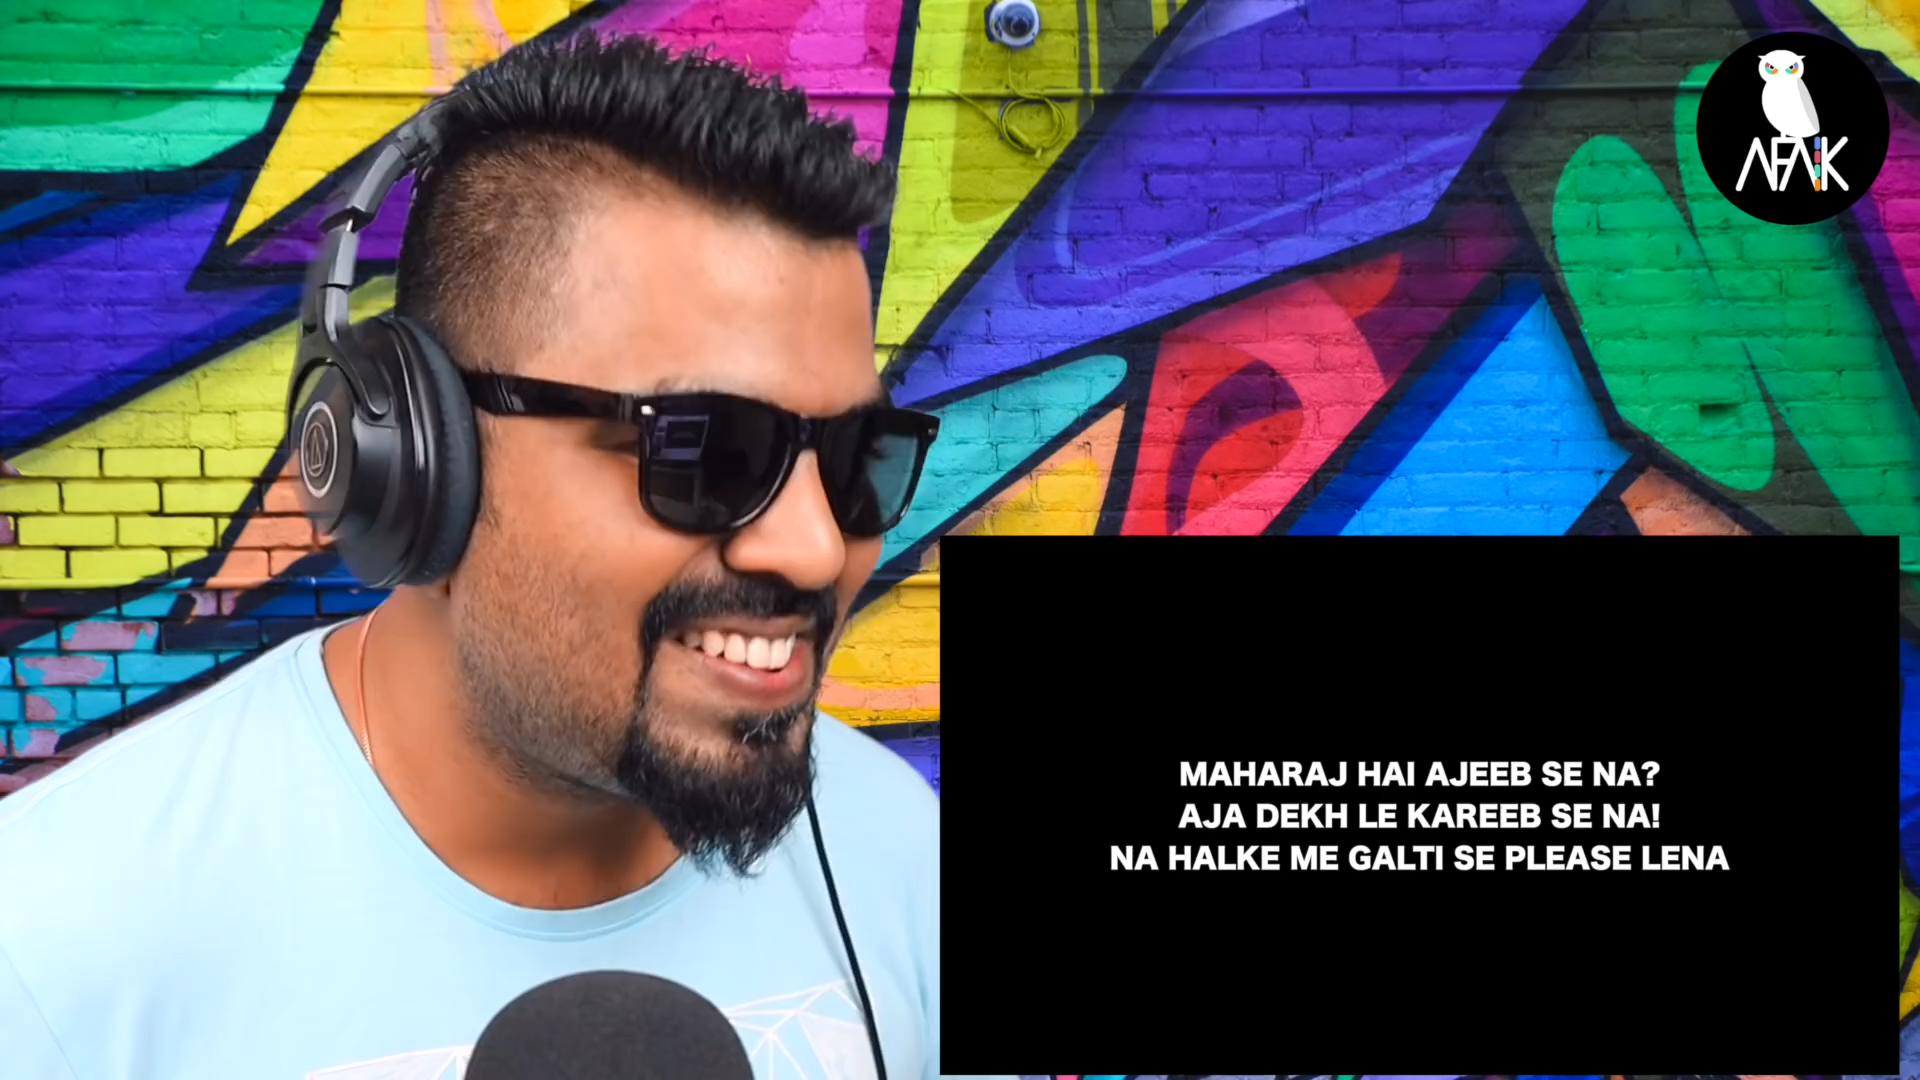 AFAIK
MAHARAJ HAI AJEEB SE NA?
AJA DEKH LE KAREEB SE NA!
NA HALKE ME GALTI SE PLEASE LENA